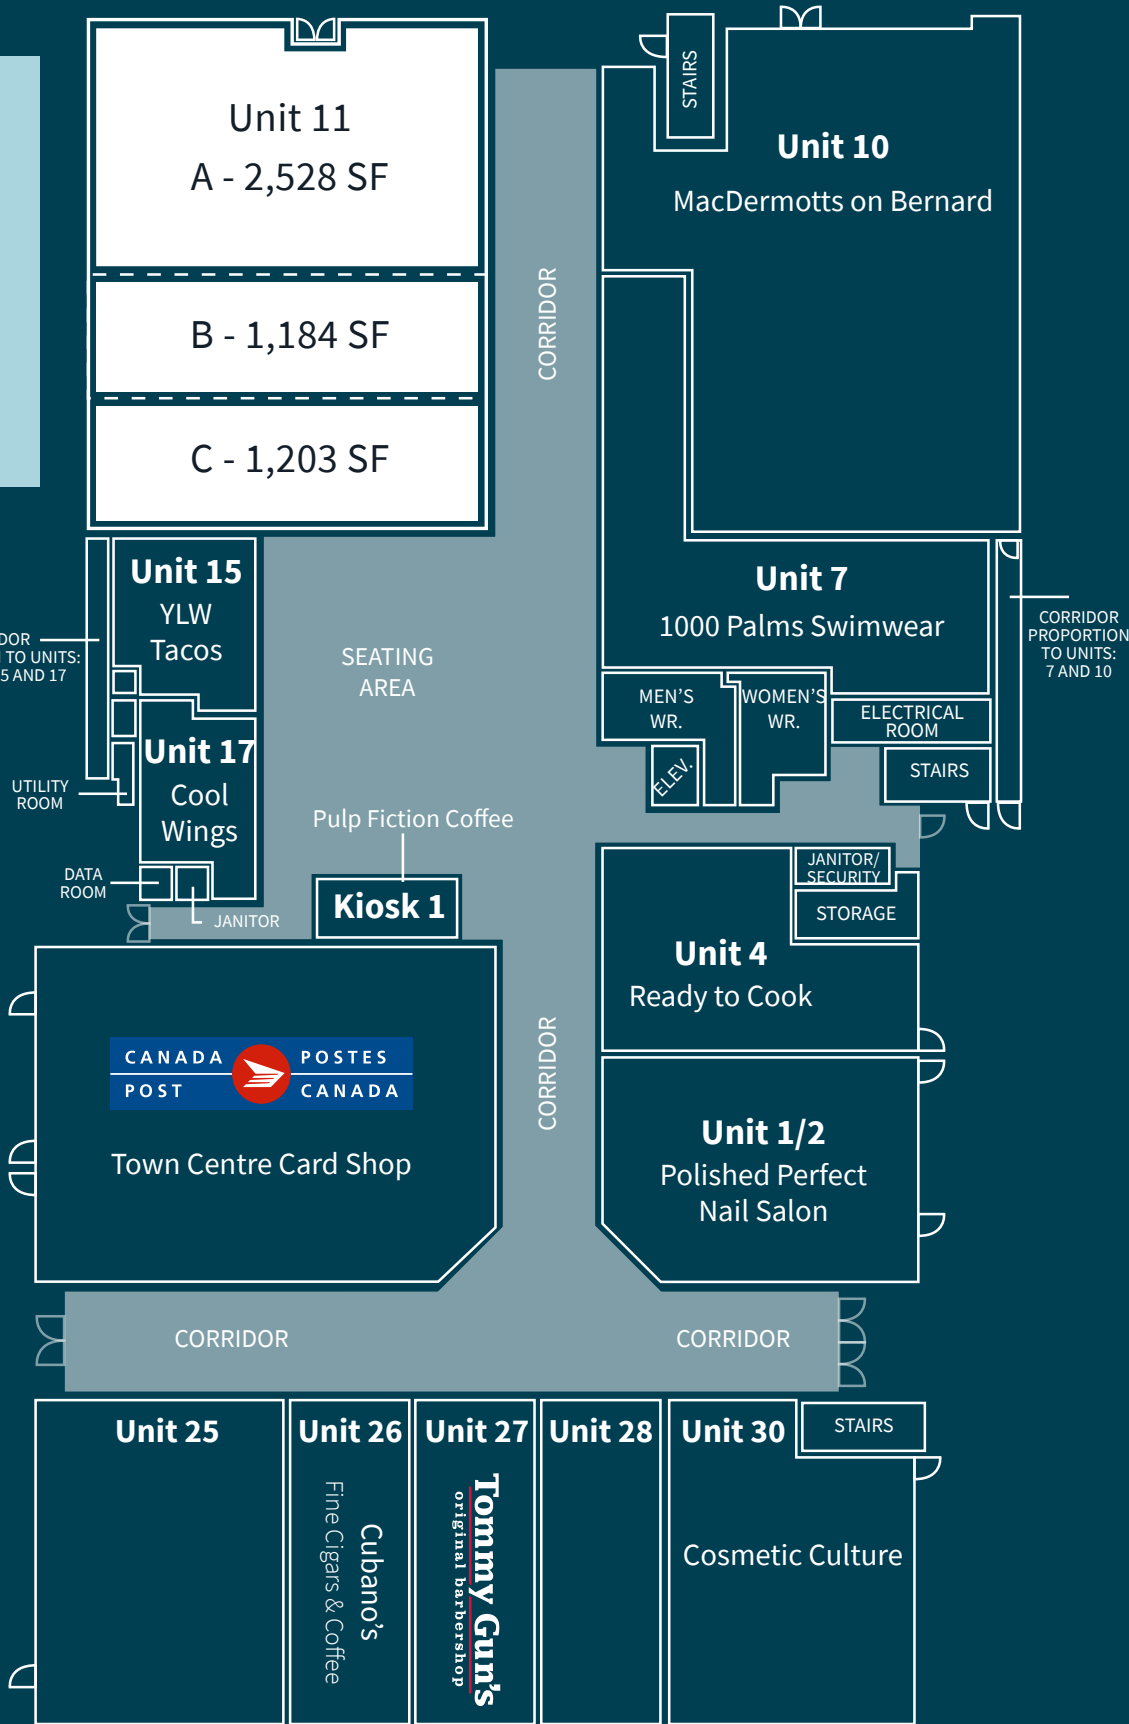 Unit 11
A - 2,528 SF
B - 1,184 SF
C - 1,203 SF
STAIRS
Unit 10
MacDermotts on Bernard
CORRIDOR
Unit 15
YLW
Tacos
TO UNITS:
5 AND 17
SEATING
AREA
Unit 7
1000 Palms Swimwear
CORRIDOR
PROPORTION
TO UNITS:
7 AND 10
MEN'S
WR.
WOMEN'S
WR.
ELECTRICAL
ROOM
ELEV.
STAIRS
Unit 17
Cool
Wings
UTILITY
ROOM
Pulp Fiction Coffee
Kiosk 1
DATA
ROOM
JANITOR
JANITOR/
SECURITY
STORAGE
Unit 4
Ready to Cook
CANADA POSTES
POST CANADA
Town Centre Card Shop
CORRIDOR
Unit 1/2
Polished Perfect
Nail Salon
CORRIDOR
CORRIDOR
Unit 25
Unit 26
Cubano's
Fine Cigars & Coffee
Unit 27
Tommy Gun's
original barbershop
Unit 28
Unit 30
STAIRS
Cosmetic Culture